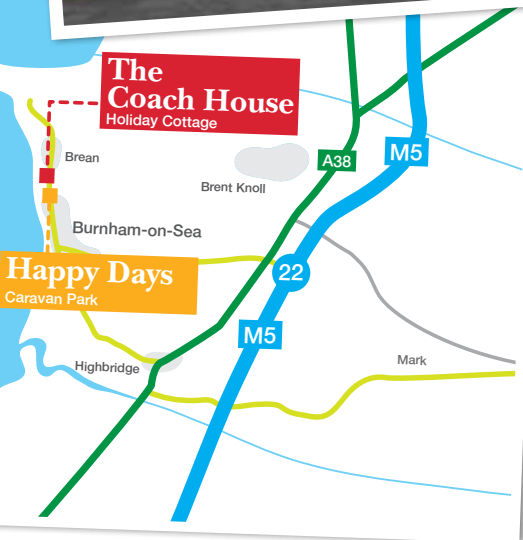 The
Coach House
Holiday Cottage
Brean
A38
M5
Brent Knoll
Burnham-on-Sea
Happy Days
Caravan Park
22
M5
Highbridge
Mark